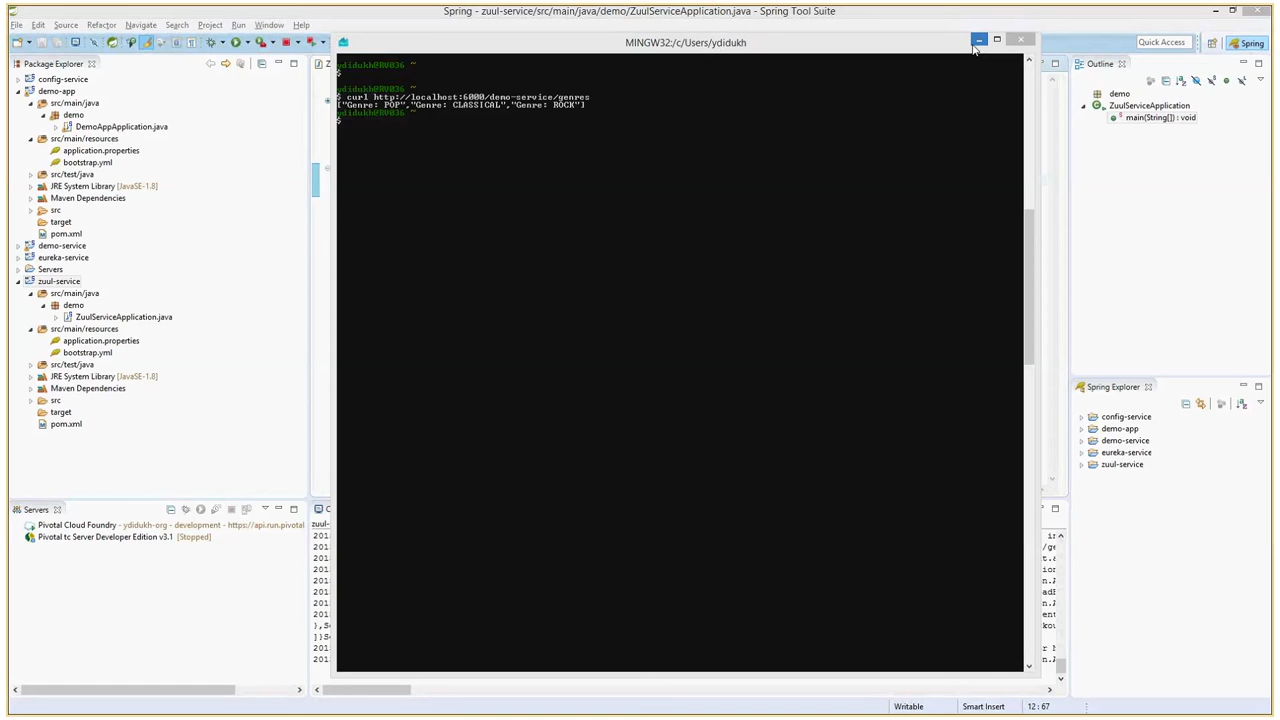 Spring - zuul-service/src/main/java/demo/ZuulServiceApplication.java - Spring Tool Suite
File Edit Source Refactor Navigate Search Project Run Window Help
Quick Access
Spring
Package Explorer
config-service
demo-app
src/main/java
demo
DemoAppApplication.java
src/main/resources
application.properties
bootstrap.yml
src/test/java
JRE System Library [JavaSE-1.8]
Maven Dependencies
src
target
pom.xml
demo-service
eureka-service
Servers
zuul-service
src/main/java
demo
ZuulServiceApplication.java
src/main/resources
application.properties
bootstrap.yml
src/test/java
JRE System Library [JavaSE-1.8]
Maven Dependencies
src
target
pom.xml
MINGW32:/c/Users/ydidukh
ydidukh@RV036 ~
$
ydidukh@RV036 ~
$ curl http://localhost:6000/demo-service/genres
["Genre: POP","Genre: CLASSICAL","Genre: ROCK"]
ydidukh@RV036 ~
$
Outline
demo
ZuulServiceApplication
main(String[]) : void
Spring Explorer
config-service
demo-app
demo-service
eureka-service
zuul-service
Servers
Pivotal Cloud Foundry - ydidukh-org - development - https://api.run.pivotal
Pivotal tc Server Developer Edition v3.1 [Stopped]
Writable
Smart Insert
12 : 67